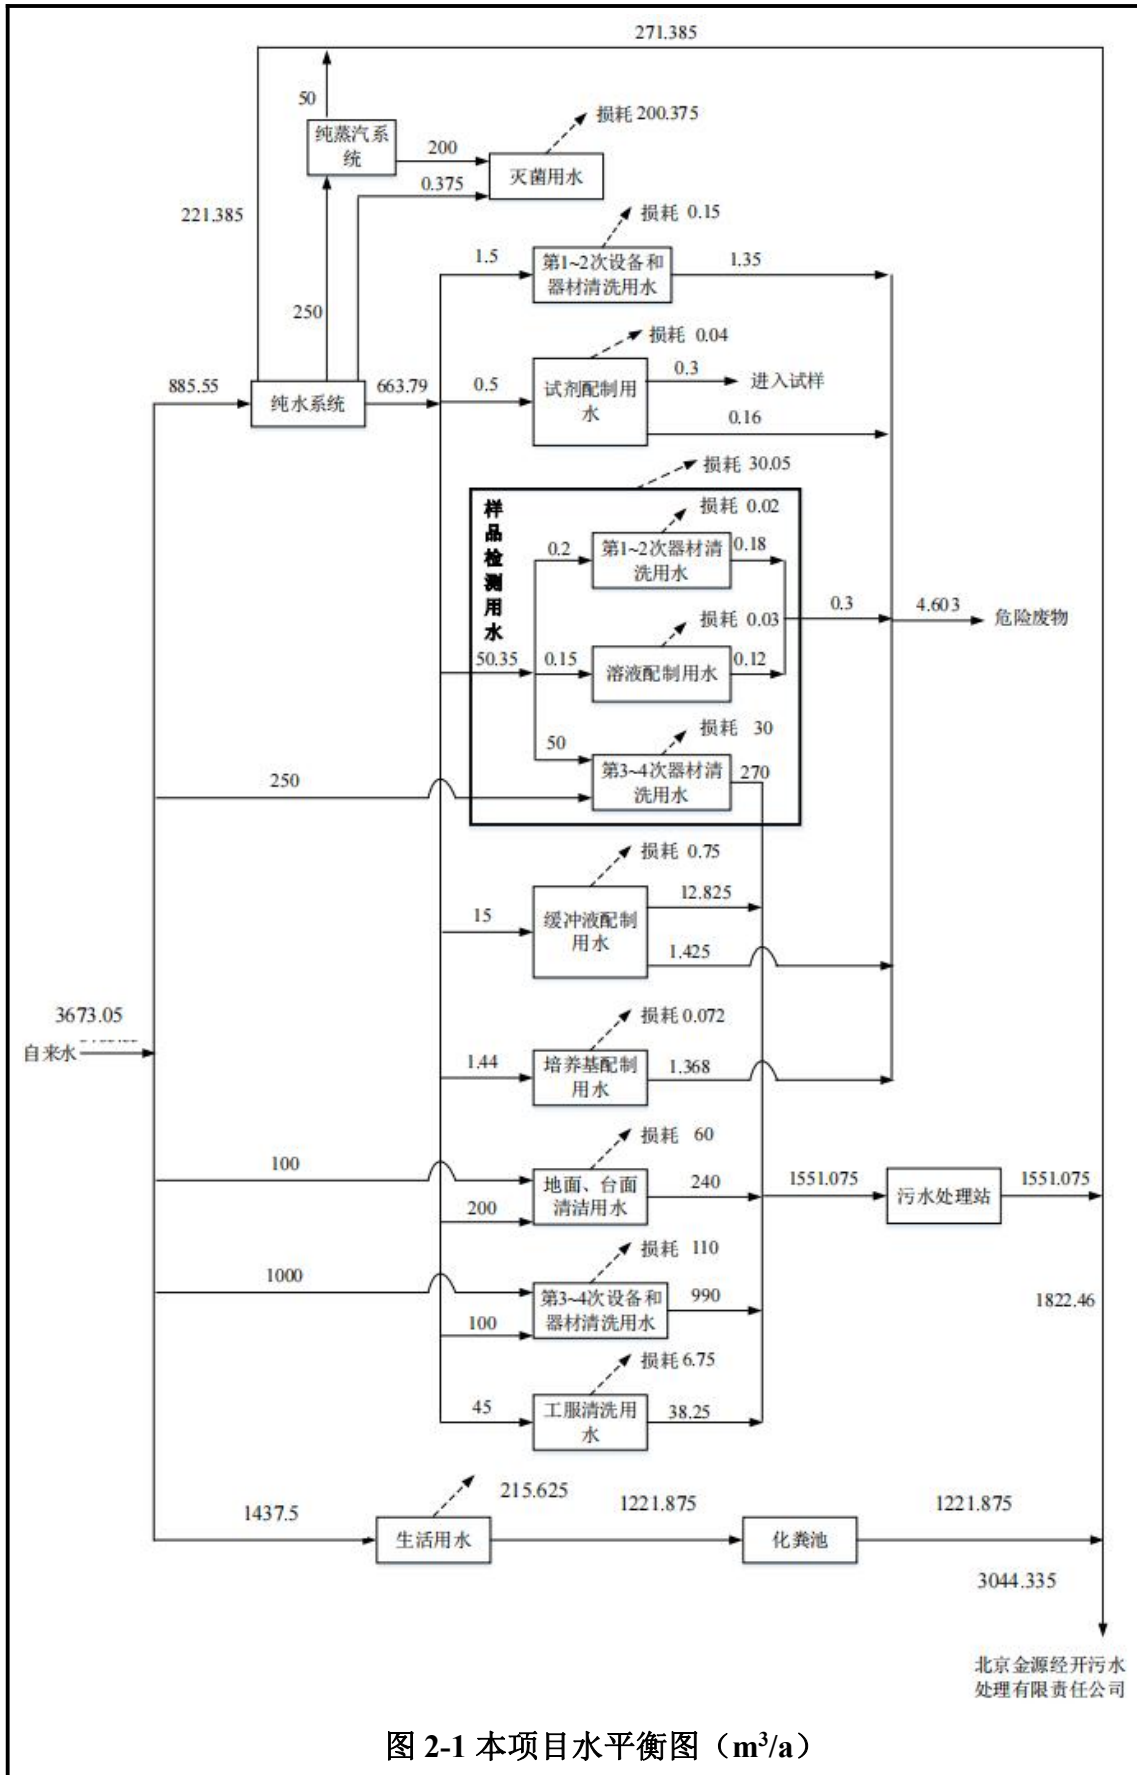 271.385
50
损耗 200.375
纯蒸汽系
统
200
灭菌用水
0.375
221.385
损耗 0.15
1.5
第1~2次设备和
器材清洗用水
1.35
250
损耗 0.04
885.55
纯水系统
663.79
0.5
试剂配制用
水
0.3
进入试样
0.16
损耗 30.05
样
品
检
测
用
水
损耗 0.02
0.2
第1~2次器材清
洗用水
0.18
0.3
4.603
危险废物
损耗 0.03
50.35
0.15
溶液配制用水
0.12
损耗 30
50
第3~4次器材清
洗用水
270
250
损耗 0.75
15
缓冲液配制
用水
12.825
1.425
3673.05
自来水
损耗 0.072
1.44
培养基配制
用水
1.368
损耗 60
100
地面、台面
清洁用水
200
240
1551.075
污水处理站
1551.075
损耗 110
1000
第3~4次设备和
器材清洗用水
100
990
1822.46
损耗 6.75
45
工服清洗用
水
38.25
215.625
1437.5
生活用水
1221.875
化粪池
1221.875
3044.335
北京金源经开污水
处理有限责任公司
图 2-1 本项目水平衡图（m³/a）